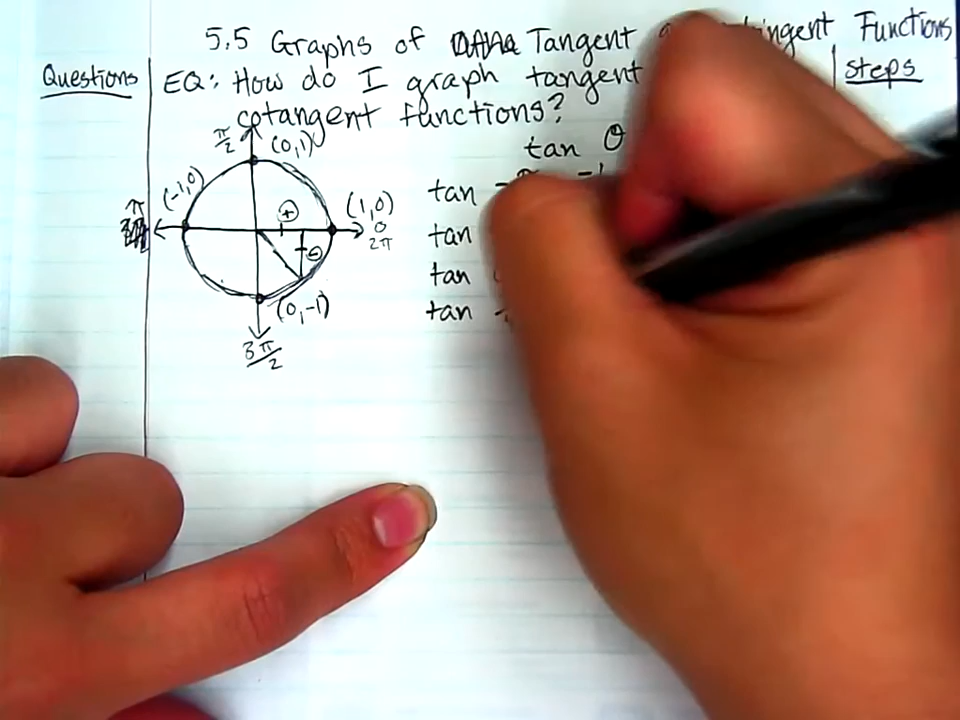 5.5 Graphs of Tangent Functions
Questions
EQ: How do I graph tangent
steps
cotangent functions?
π/2
(0,1)
tan θ
(-1,0)
tan
π
(1,0)
0
2π
+
tan
-
tan
(0,-1)
tan
3π/2